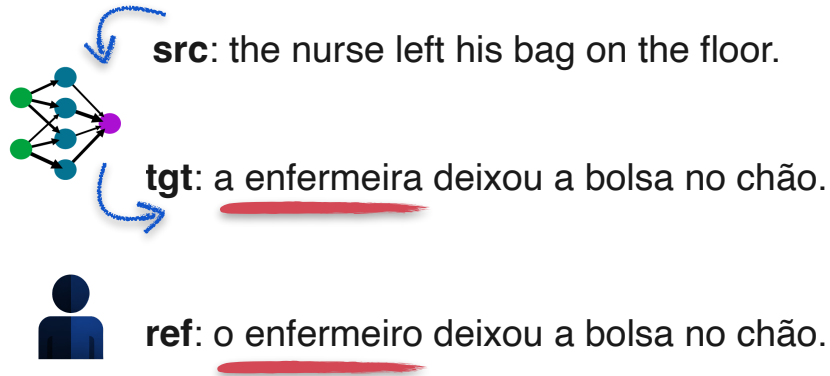 src: the nurse left his bag on the floor.
tgt: a enfermeira deixou a bolsa no chão.
ref: o enfermeiro deixou a bolsa no chão.